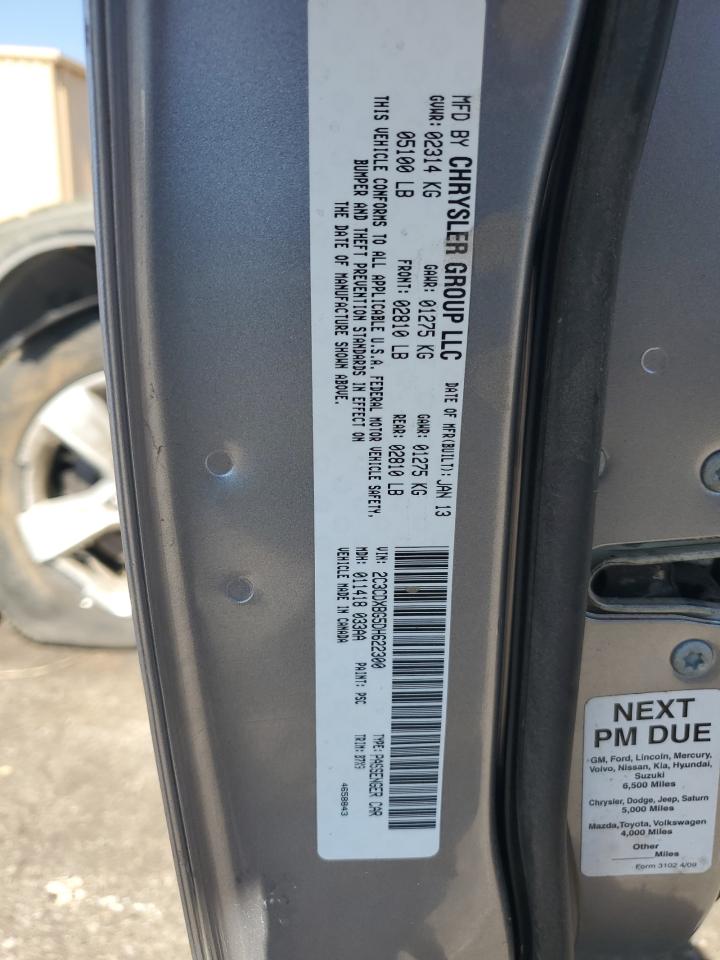 MFD BY CHRYSLER GROUP LLC
DATE OF MFR(BUILT): JAN 13
GVWR: 02314 KG GAWR: 01275 KG GAWR: 01275 KG
05100 LB FRONT: 02810 LB REAR: 02810 LB
THIS VEHICLE CONFORMS TO ALL APPLICABLE U.S.A. FEDERAL MOTOR VEHICLE SAFETY,
BUMPER AND THEFT PREVENTION STANDARDS IN EFFECT ON
THE DATE OF MANUFACTURE SHOWN ABOVE.
VIN: 2C3CDXBG5DH622300 TYPE: PASSENGER CAR
MDH: 011418 033AA PAINT: PSC TRIM: B7X9
VEHICLE MADE IN CANADA 4658843
NEXT
PM DUE
GM, Ford, Lincoln, Mercury,
Volvo, Nissan, Kia, Hyundai,
Suzuki
6,500 Miles
Chrysler, Dodge, Jeep, Saturn
5,000 Miles
Mazda,Toyota, Volkswagen
4,000 Miles
Other
______Miles
Form 3102 4/09